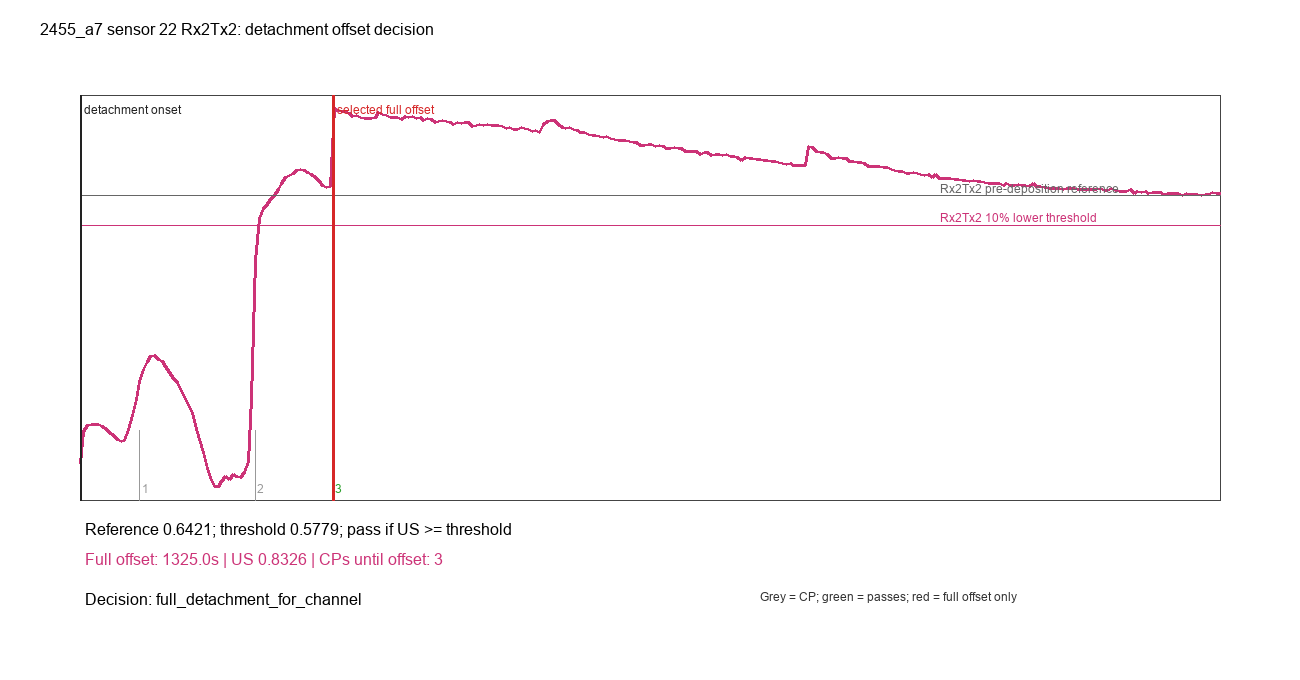 2455_a7 sensor 22 Rx2Tx2: detachment offset decision
detachment onset
selected full offset
Rx2Tx2 pre-deposition reference
Rx2Tx2 10% lower threshold
1
2
3
Reference 0.6421; threshold 0.5779; pass if US >= threshold
Full offset: 1325.0s | US 0.8326 | CPs until offset: 3
Decision: full_detachment_for_channel
Grey = CP; green = passes; red = full offset only